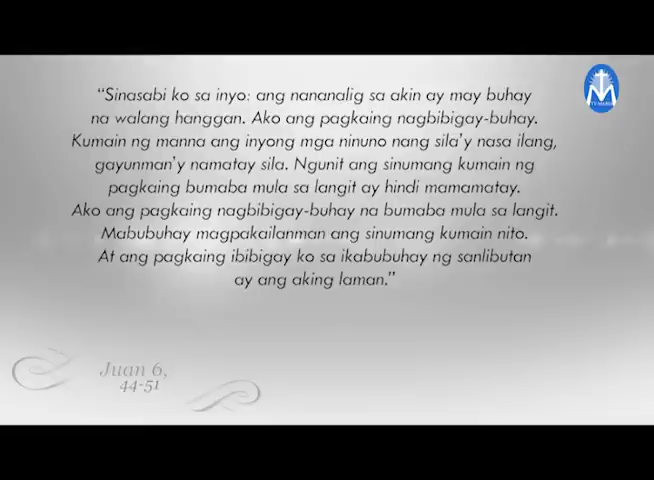 “Sinasabi ko sa inyo: ang nananalig sa akin ay may buhay
na walang hanggan. Ako ang pagkaing nagbibigay-buhay.
Kumain ng manna ang inyong mga ninuno nang sila’y nasa ilang,
gayunman’y namatay sila. Ngunit ang sinumang kumain ng
pagkaing bumaba mula sa langit ay hindi mamamatay.
Ako ang pagkaing nagbibigay-buhay na bumaba mula sa langit.
Mabubuhay magpakailanman ang sinumang kumain nito.
At ang pagkaing ibibigay ko sa ikabubuhay ng sanlibutan
ay ang aking laman.”
Juan 6,
44-51